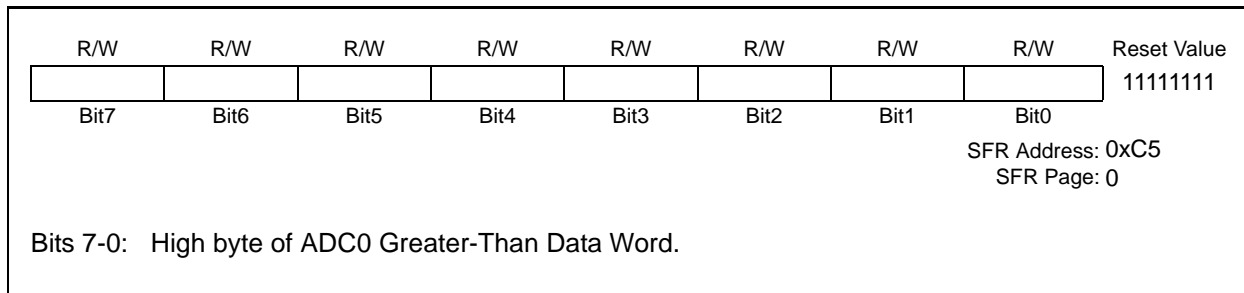 R/W R/W R/W R/W R/W R/W R/W R/W Reset Value
11111111
Bit7 Bit6 Bit5 Bit4 Bit3 Bit2 Bit1 Bit0
SFR Address: 0xC5
SFR Page: 0
Bits 7-0: High byte of ADC0 Greater-Than Data Word.